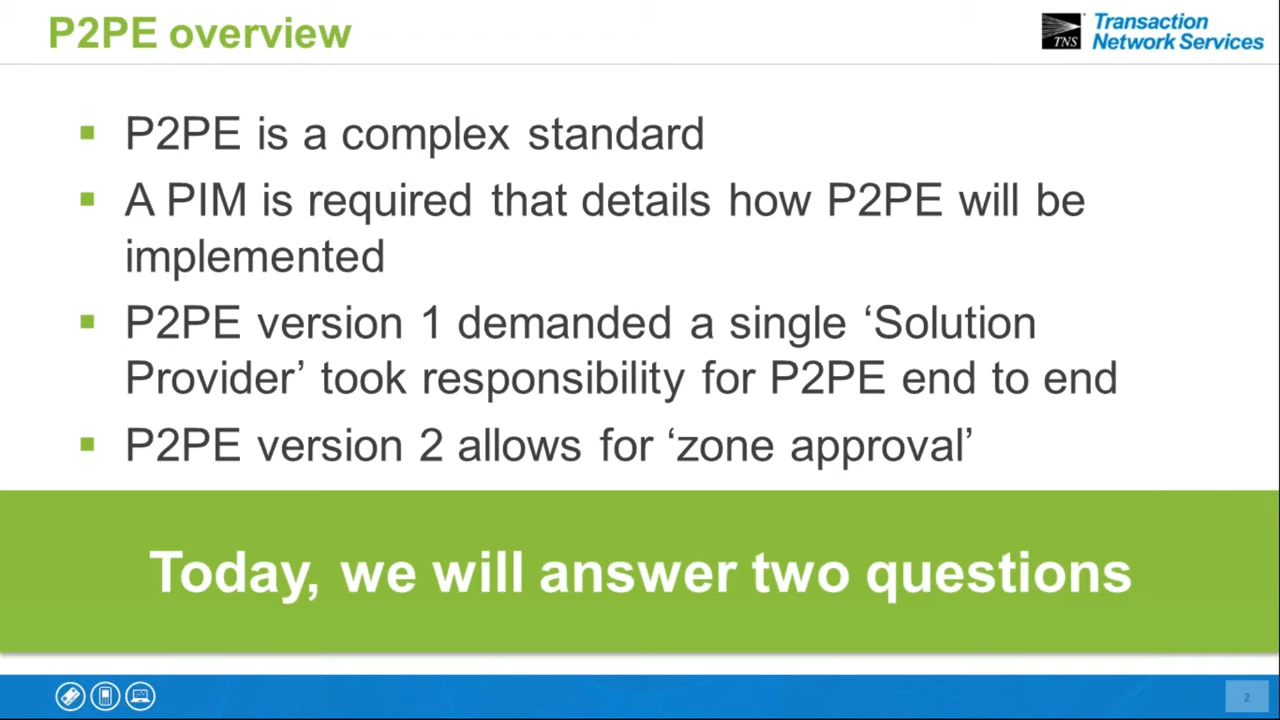 P2PE overview
TNS
Transaction
Network Services
▪ P2PE is a complex standard
▪ A PIM is required that details how P2PE will be
implemented
▪ P2PE version 1 demanded a single ‘Solution
Provider’ took responsibility for P2PE end to end
▪ P2PE version 2 allows for ‘zone approval’
Today, we will answer two questions
2